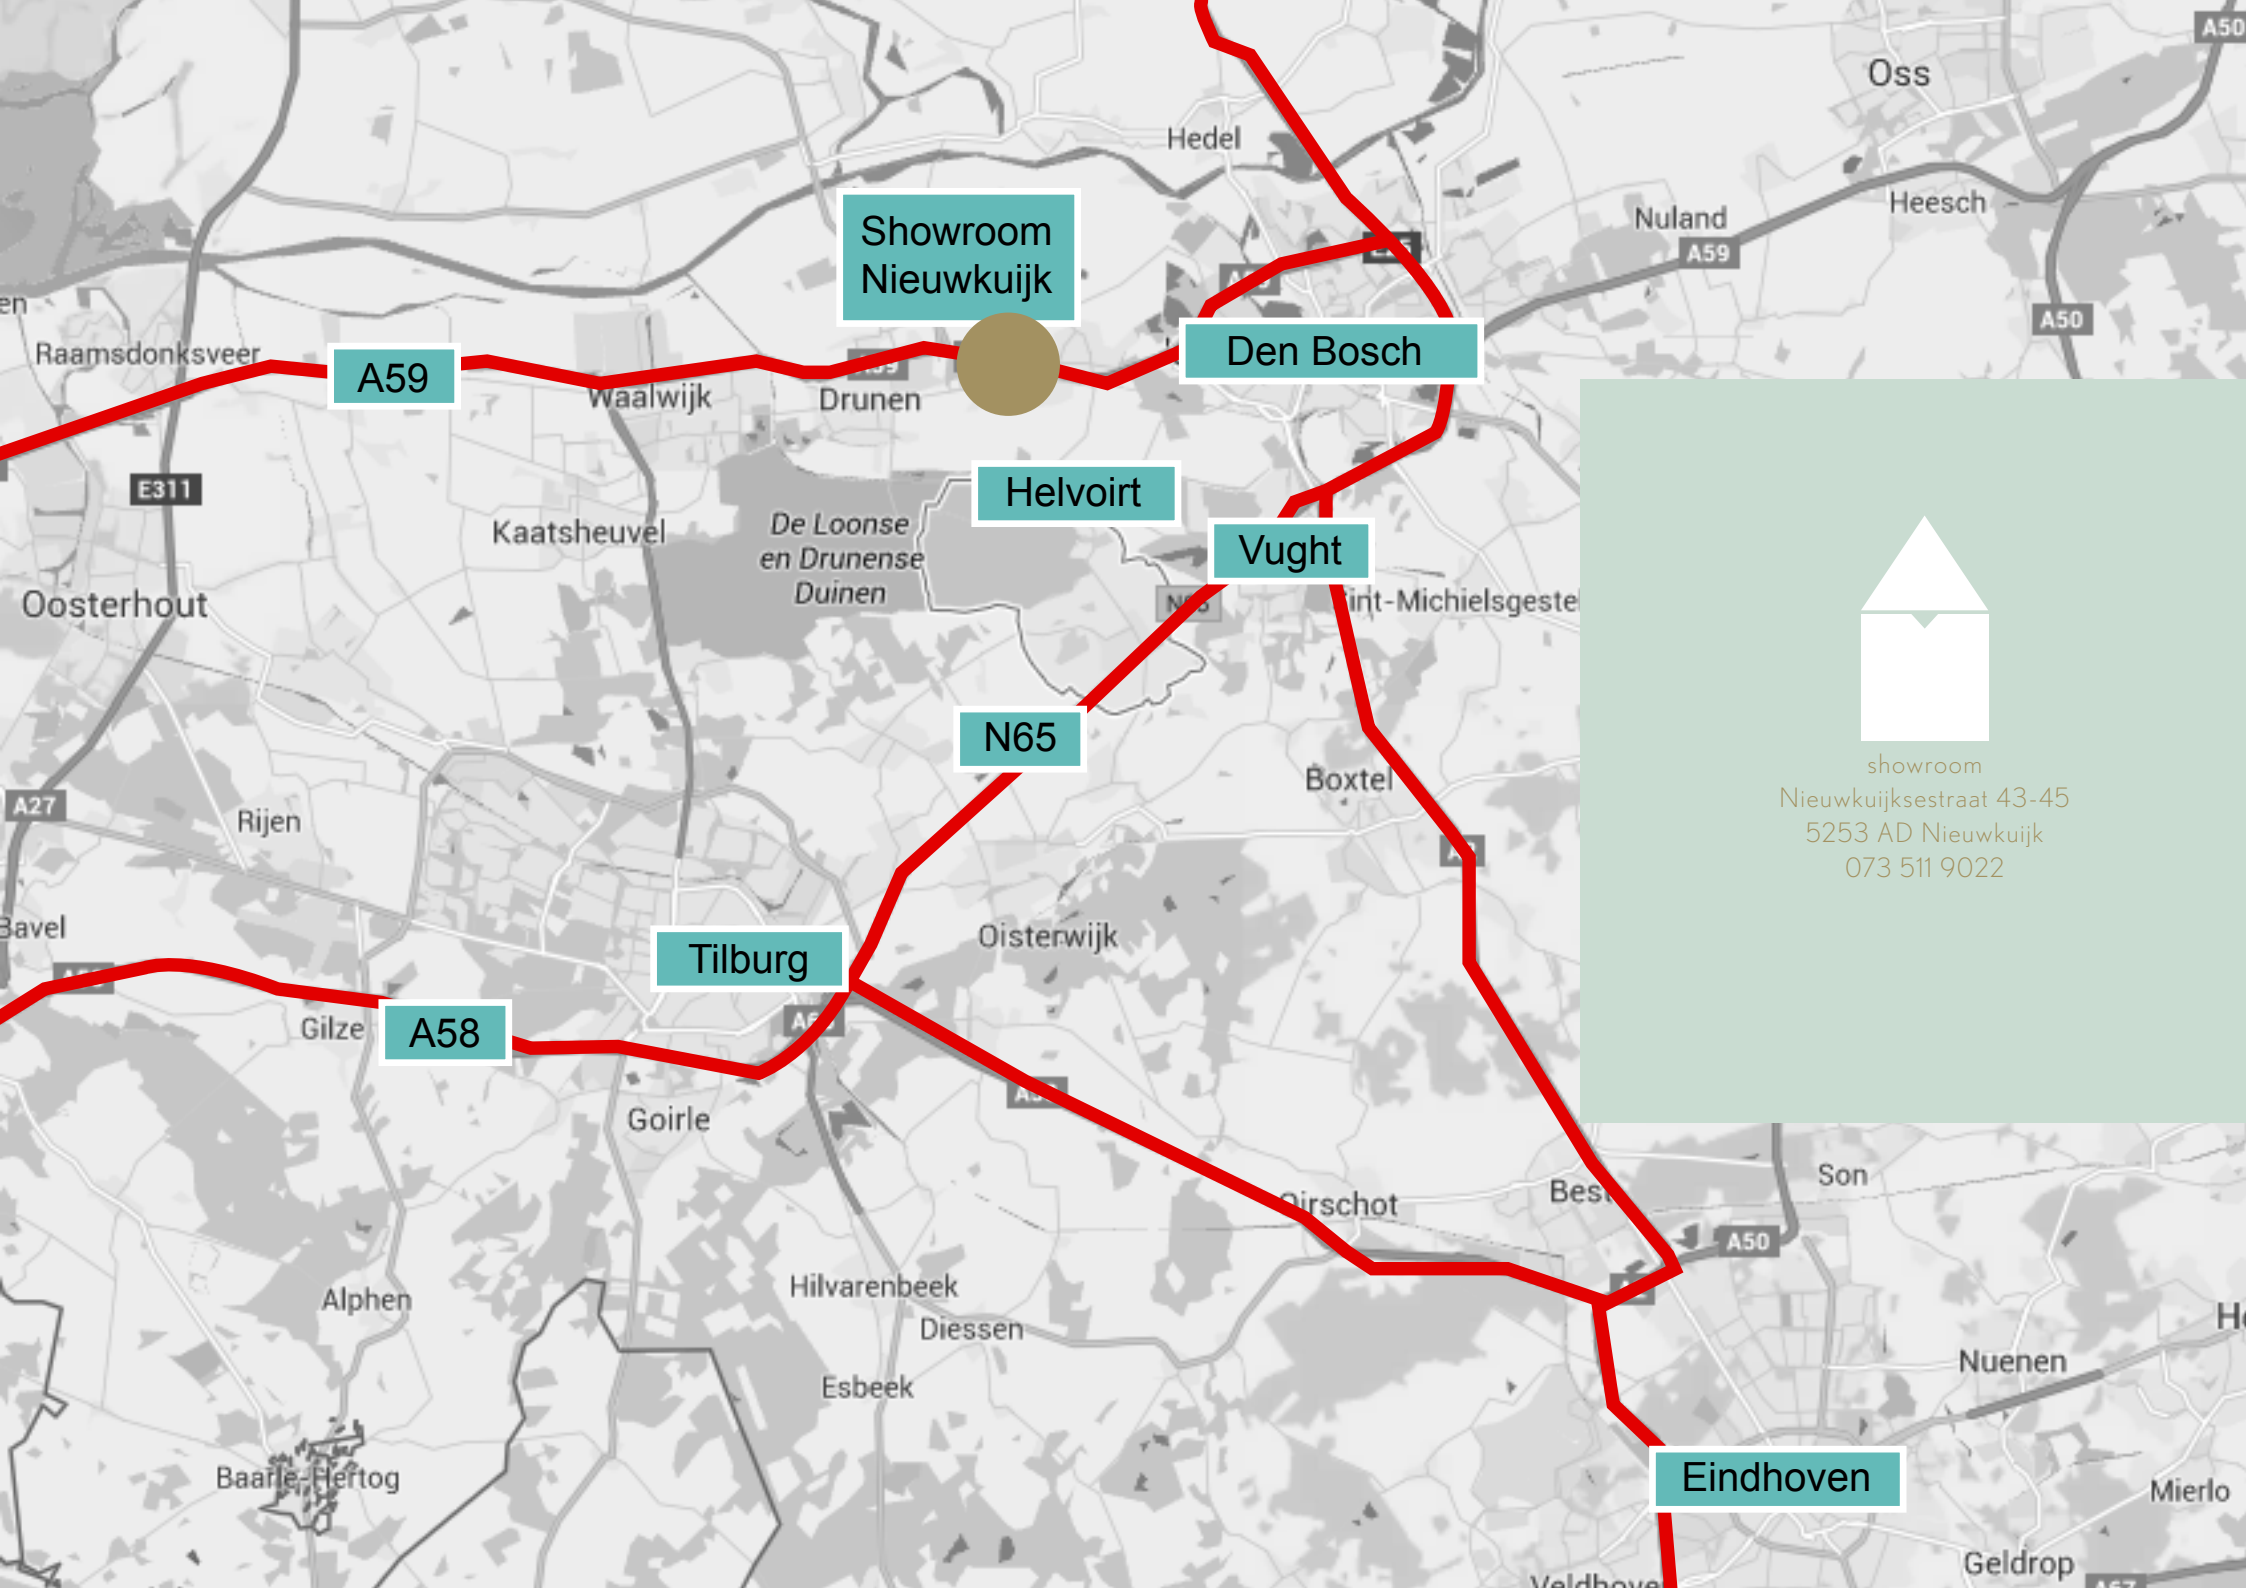 A50
Oss
Hedel
Heesch
Nuland
A59
Showroom
Nieuwkuijk
A50
Den Bosch
Raamsdonksveer
A59
Waalwijk
Drunen
E311
Helvoirt
Kaatsheuvel
De Loonse
en Drunense
Duinen
Vught
Oosterhout
N65
Boxtel
A27
Rijen
showroom
Nieuwkuijksestraat 43-45
5253 AD Nieuwkuijk
073 511 9022
Bavel
Tilburg
Oisterwijk
Gilze
A58
Goirle
Son
Best
Oirschot
A50
Hilvarenbeek
Alphen
Diessen
Nuenen
Esbeek
Baarle-Hertog
Eindhoven
Mierlo
Geldrop